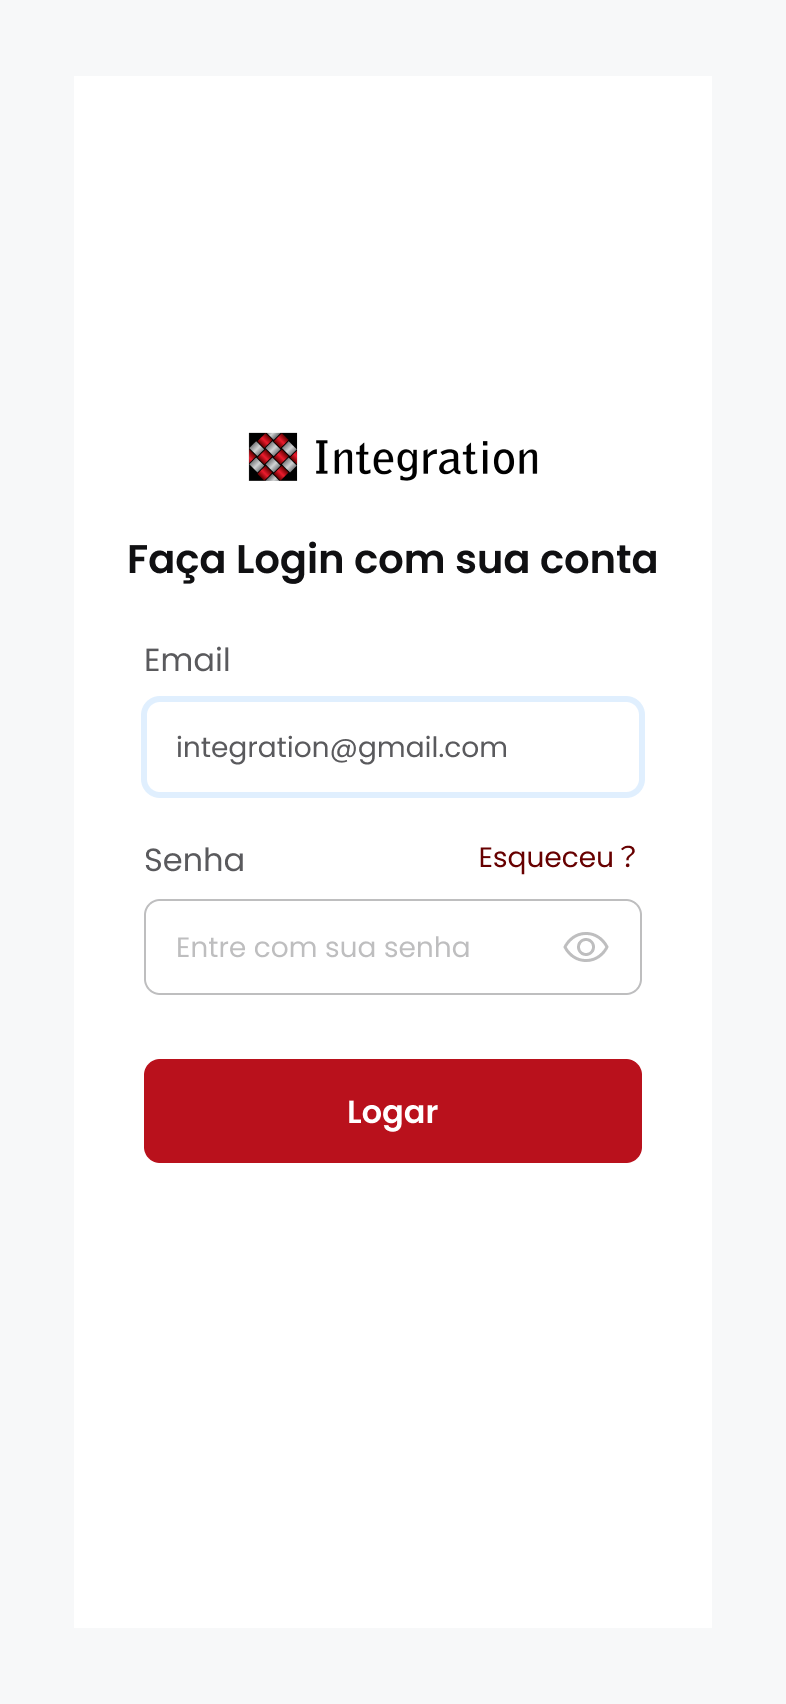 Integration
Faça Login com sua conta
Email
integration@gmail.com
Senha
Esqueceu ?
Entre com sua senha
Logar